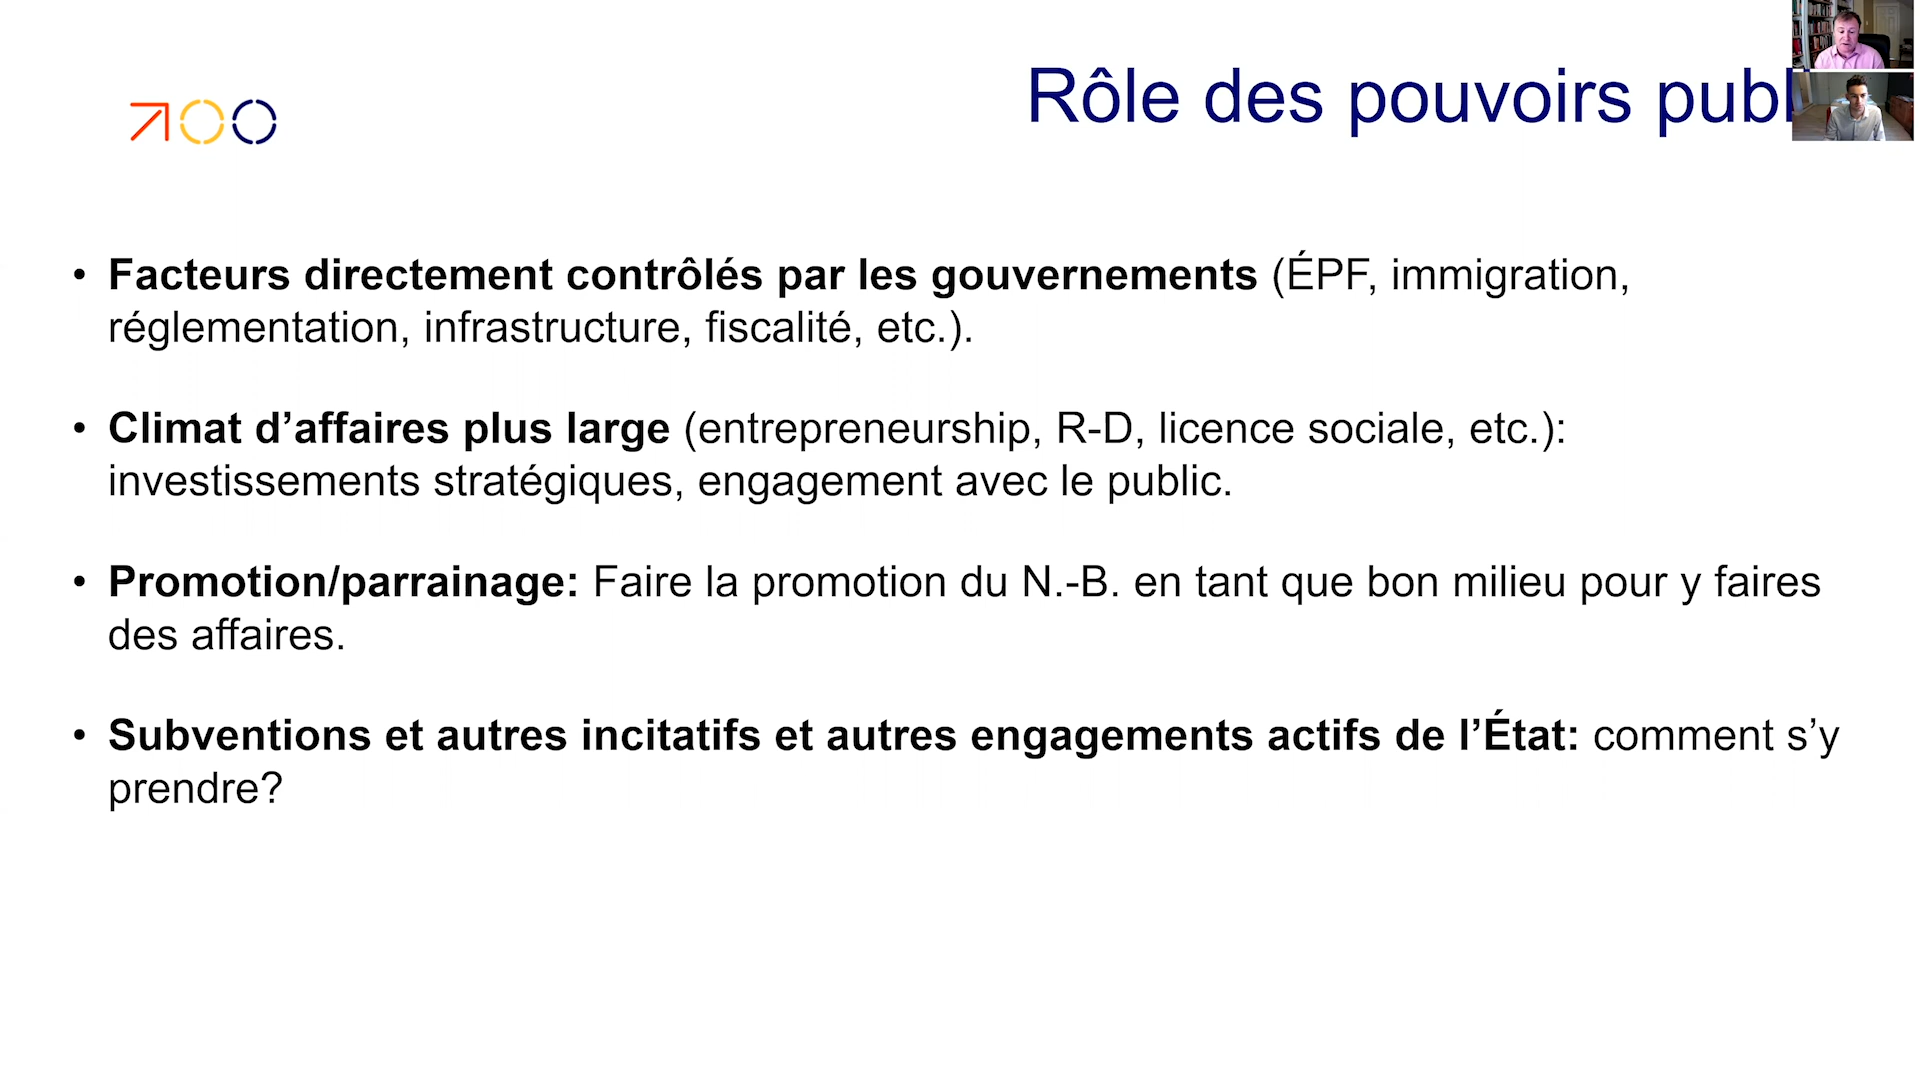 Rôle des pouvoirs
• Facteurs directement contrôlés par les gouvernements (ÉPF, immigration,
réglementation, infrastructure, fiscalité, etc.).
• Climat d’affaires plus large (entrepreneurship, R-D, licence sociale, etc.):
investissements stratégiques, engagement avec le public.
• Promotion/parrainage: Faire la promotion du N.-B. en tant que bon milieu pour y faires
des affaires.
• Subventions et autres incitatifs et autres engagements actifs de l’État: comment s’y
prendre?